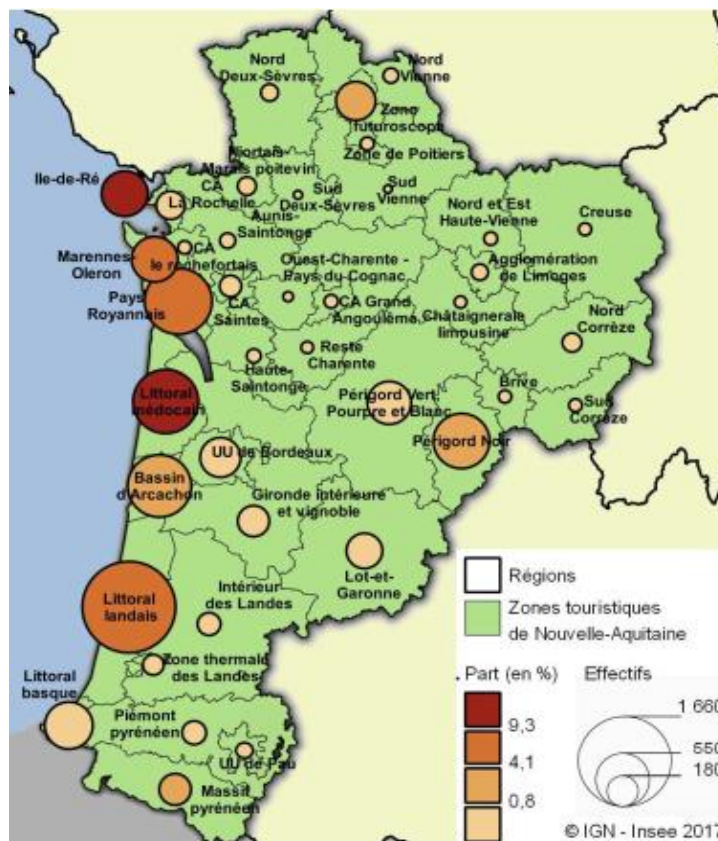 Nord
Deux-Sèvres
Nord
Vienne
Zone
futuroscope
Zone de Poitiers
Niortais-
Marais poitevin
Ile-de-Ré
CA
La Rochelle
Sud
Deux-Sèvres
Sud
Vienne
Nord et Est
Haute-Vienne
Creuse
Aunis-
Saintonge
Marennes-
Oleron
CA
le rochefortais
Ouest-Charente -
Pays du Cognac
Agglomération
de Limoges
Pays
Royannais
CA
Saintes
CA Grand
Angoulême
Châtaignerale
limousine
Nord
Corrèze
Haute-
Saintonge
Reste
Charente
Littoral
médocain
Périgord Vert,
Pourpre et Blanc
Brive
Sud
Corrèze
Périgord Noir
UU de Bordeaux
Bassin
d'Arcachon
Gironde intérieure
et vignoble
Lot-et-
Garonne
Littoral
landais
Intérieur
des Landes
Zone thermale
des Landes
Littoral
basque
Piémont
pyrénéen
UU de Pau
Massif
pyrénéen
Régions
Zones touristiques
de Nouvelle-Aquitaine
Part (en %)
9,3
4,1
0,8
Effectifs
1 660
550
180
© IGN - Insee 2017